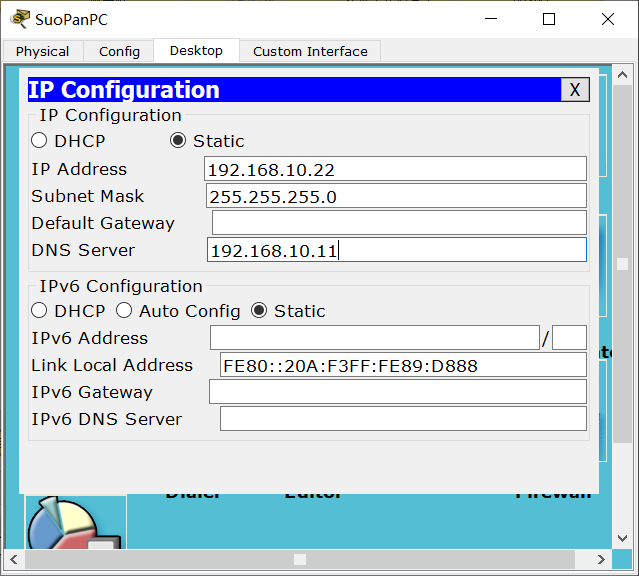 SuoPanPC
Physical Config Desktop Custom Interface
IP Configuration X
IP Configuration
DHCP Static
IP Address 192.168.10.22
Subnet Mask 255.255.255.0
Default Gateway
DNS Server 192.168.10.11
IPv6 Configuration
DHCP Auto Config Static
IPv6 Address /
Link Local Address FE80::20A:F3FF:FE89:D888
IPv6 Gateway
IPv6 DNS Server
Dialer Editor Firewall